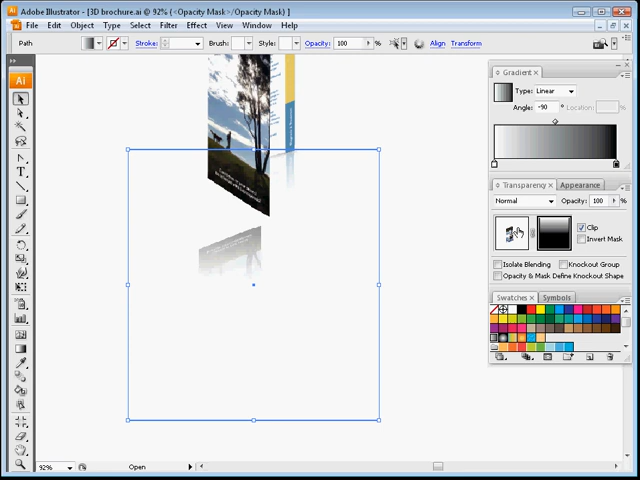 Adobe Illustrator - [3D brochure.ai @ 92% (<Opacity Mask>/Opacity Mask) ]
File Edit Object Type Select Filter Effect View Window Help
Path Stroke: Brush: Style: Opacity: 100 % Align Transform
Ai
Gradient ×
Type: Linear
Angle: -90 ° Location: %
Transparency × Appearance
Normal Opacity: 100 %
Clip
Invert Mask
Isolate Blending Knockout Group
Opacity & Mask Define Knockout Shape
Swatches × Symbols
92% Open